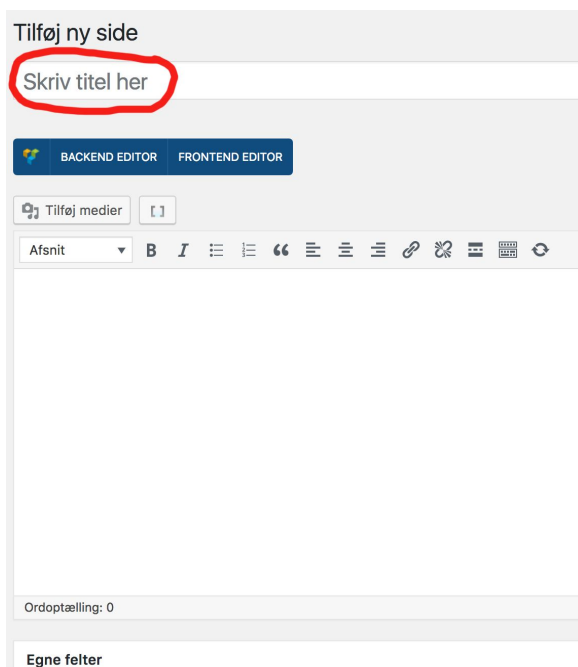 Tilføj ny side
Skriv titel her
BACKEND EDITOR FRONTEND EDITOR
Tilføj medier [ ]
Afsnit B I
Ordoptælling: 0
Egne felter